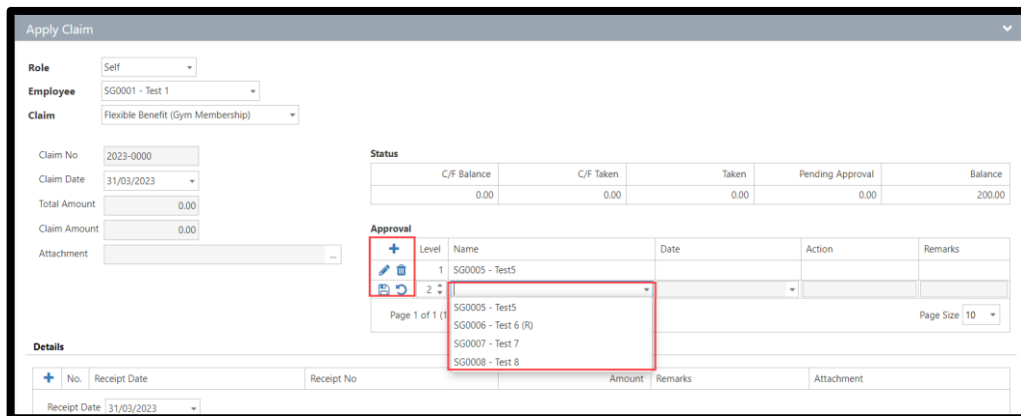 Apply Claim
Role Self
Employee SG0001 - Test 1
Claim Flexible Benefit (Gym Membership)
Claim No 2023-0000
Claim Date 31/03/2023
Total Amount 0.00
Claim Amount 0.00
Attachment ...
Status
C/F Balance C/F Taken Taken Pending Approval Balance
0.00 0.00 0.00 0.00 200.00
Approval
+ Level Name Date Action Remarks
1 SG0005 - Test5
2
SG0005 - Test5
SG0006 - Test 6 (R)
SG0007 - Test 7
SG0008 - Test 8
Page 1 of 1 (1 Page Size 10
Details
+ No. Receipt Date Receipt No Amount Remarks Attachment
Receipt Date 31/03/2023